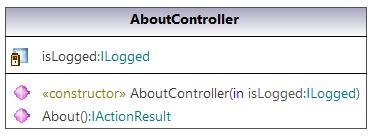 AboutController
isLogged:ILogged
«constructor» AboutController(in isLogged:ILogged)
About():IActionResult